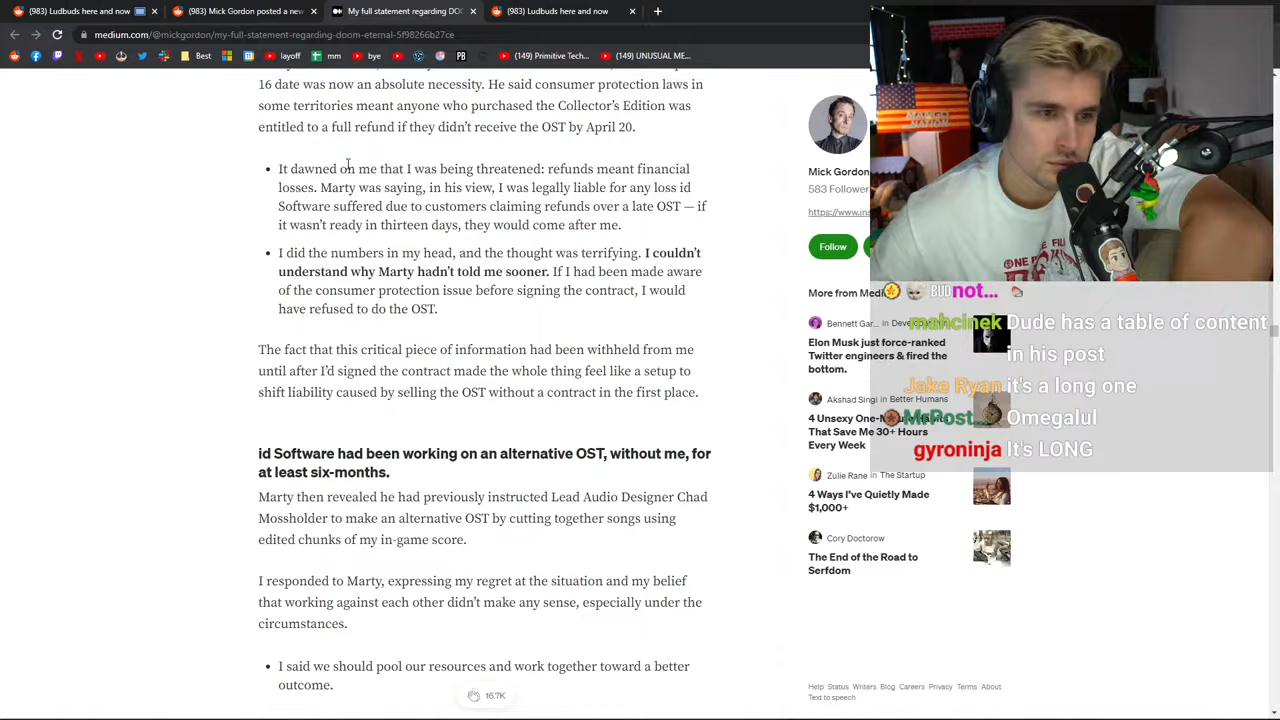 (983) Ludbuds here and now
(983) Mick Gordon posted a new
My full statement regarding DO
(983) Ludbuds here and now
medium.com/@mickgordon/my-full-statement-regarding-doom-eternal-5f98266b27ce
Best
layoff
mm
bye
(149) Primitive Tech...
(149) UNUSUAL ME...
16 date was now an absolute necessity. He said consumer protection laws in
some territories meant anyone who purchased the Collector's Edition was
entitled to a full refund if they didn't receive the OST by April 20.
• It dawned on me that I was being threatened: refunds meant financial
losses. Marty was saying, in his view, I was legally liable for any loss id
Software suffered due to customers claiming refunds over a late OST — if
it wasn't ready in thirteen days, they would come after me.
• I did the numbers in my head, and the thought was terrifying. I couldn't
understand why Marty hadn't told me sooner. If I had been made aware
of the consumer protection issue before signing the contract, I would
have refused to do the OST.
The fact that this critical piece of information had been withheld from me
until after I'd signed the contract made the whole thing feel like a setup to
shift liability caused by selling the OST without a contract in the first place.
id Software had been working on an alternative OST, without me, for
at least six-months.
Marty then revealed he had previously instructed Lead Audio Designer Chad
Mossholder to make an alternative OST by cutting together songs using
edited chunks of my in-game score.
I responded to Marty, expressing my regret at the situation and my belief
that working against each other didn't make any sense, especially under the
circumstances.
• I said we should pool our resources and work together toward a better
outcome.
16.7K
Mick Gordon
583 Follower
https://www.in
Follow
More from Medi
Bennett Gar... in Develop
Elon Musk just force-ranked
Twitter engineers & fired the
bottom.
Akshad Singi in Better Humans
4 Unsexy One-Minute Habits
That Save Me 30+ Hours
Every Week
Zulie Rane in The Startup
4 Ways I've Quietly Made
$1,000+
Cory Doctorow
The End of the Road to
Serfdom
Help Status Writers Blog Careers Privacy Terms About
Text to speech
BUD not...
mahcinek Dude has a table of content
in his post
Jake Ryan it's a long one
MrPost... Omegalul
gyroninja It's LONG